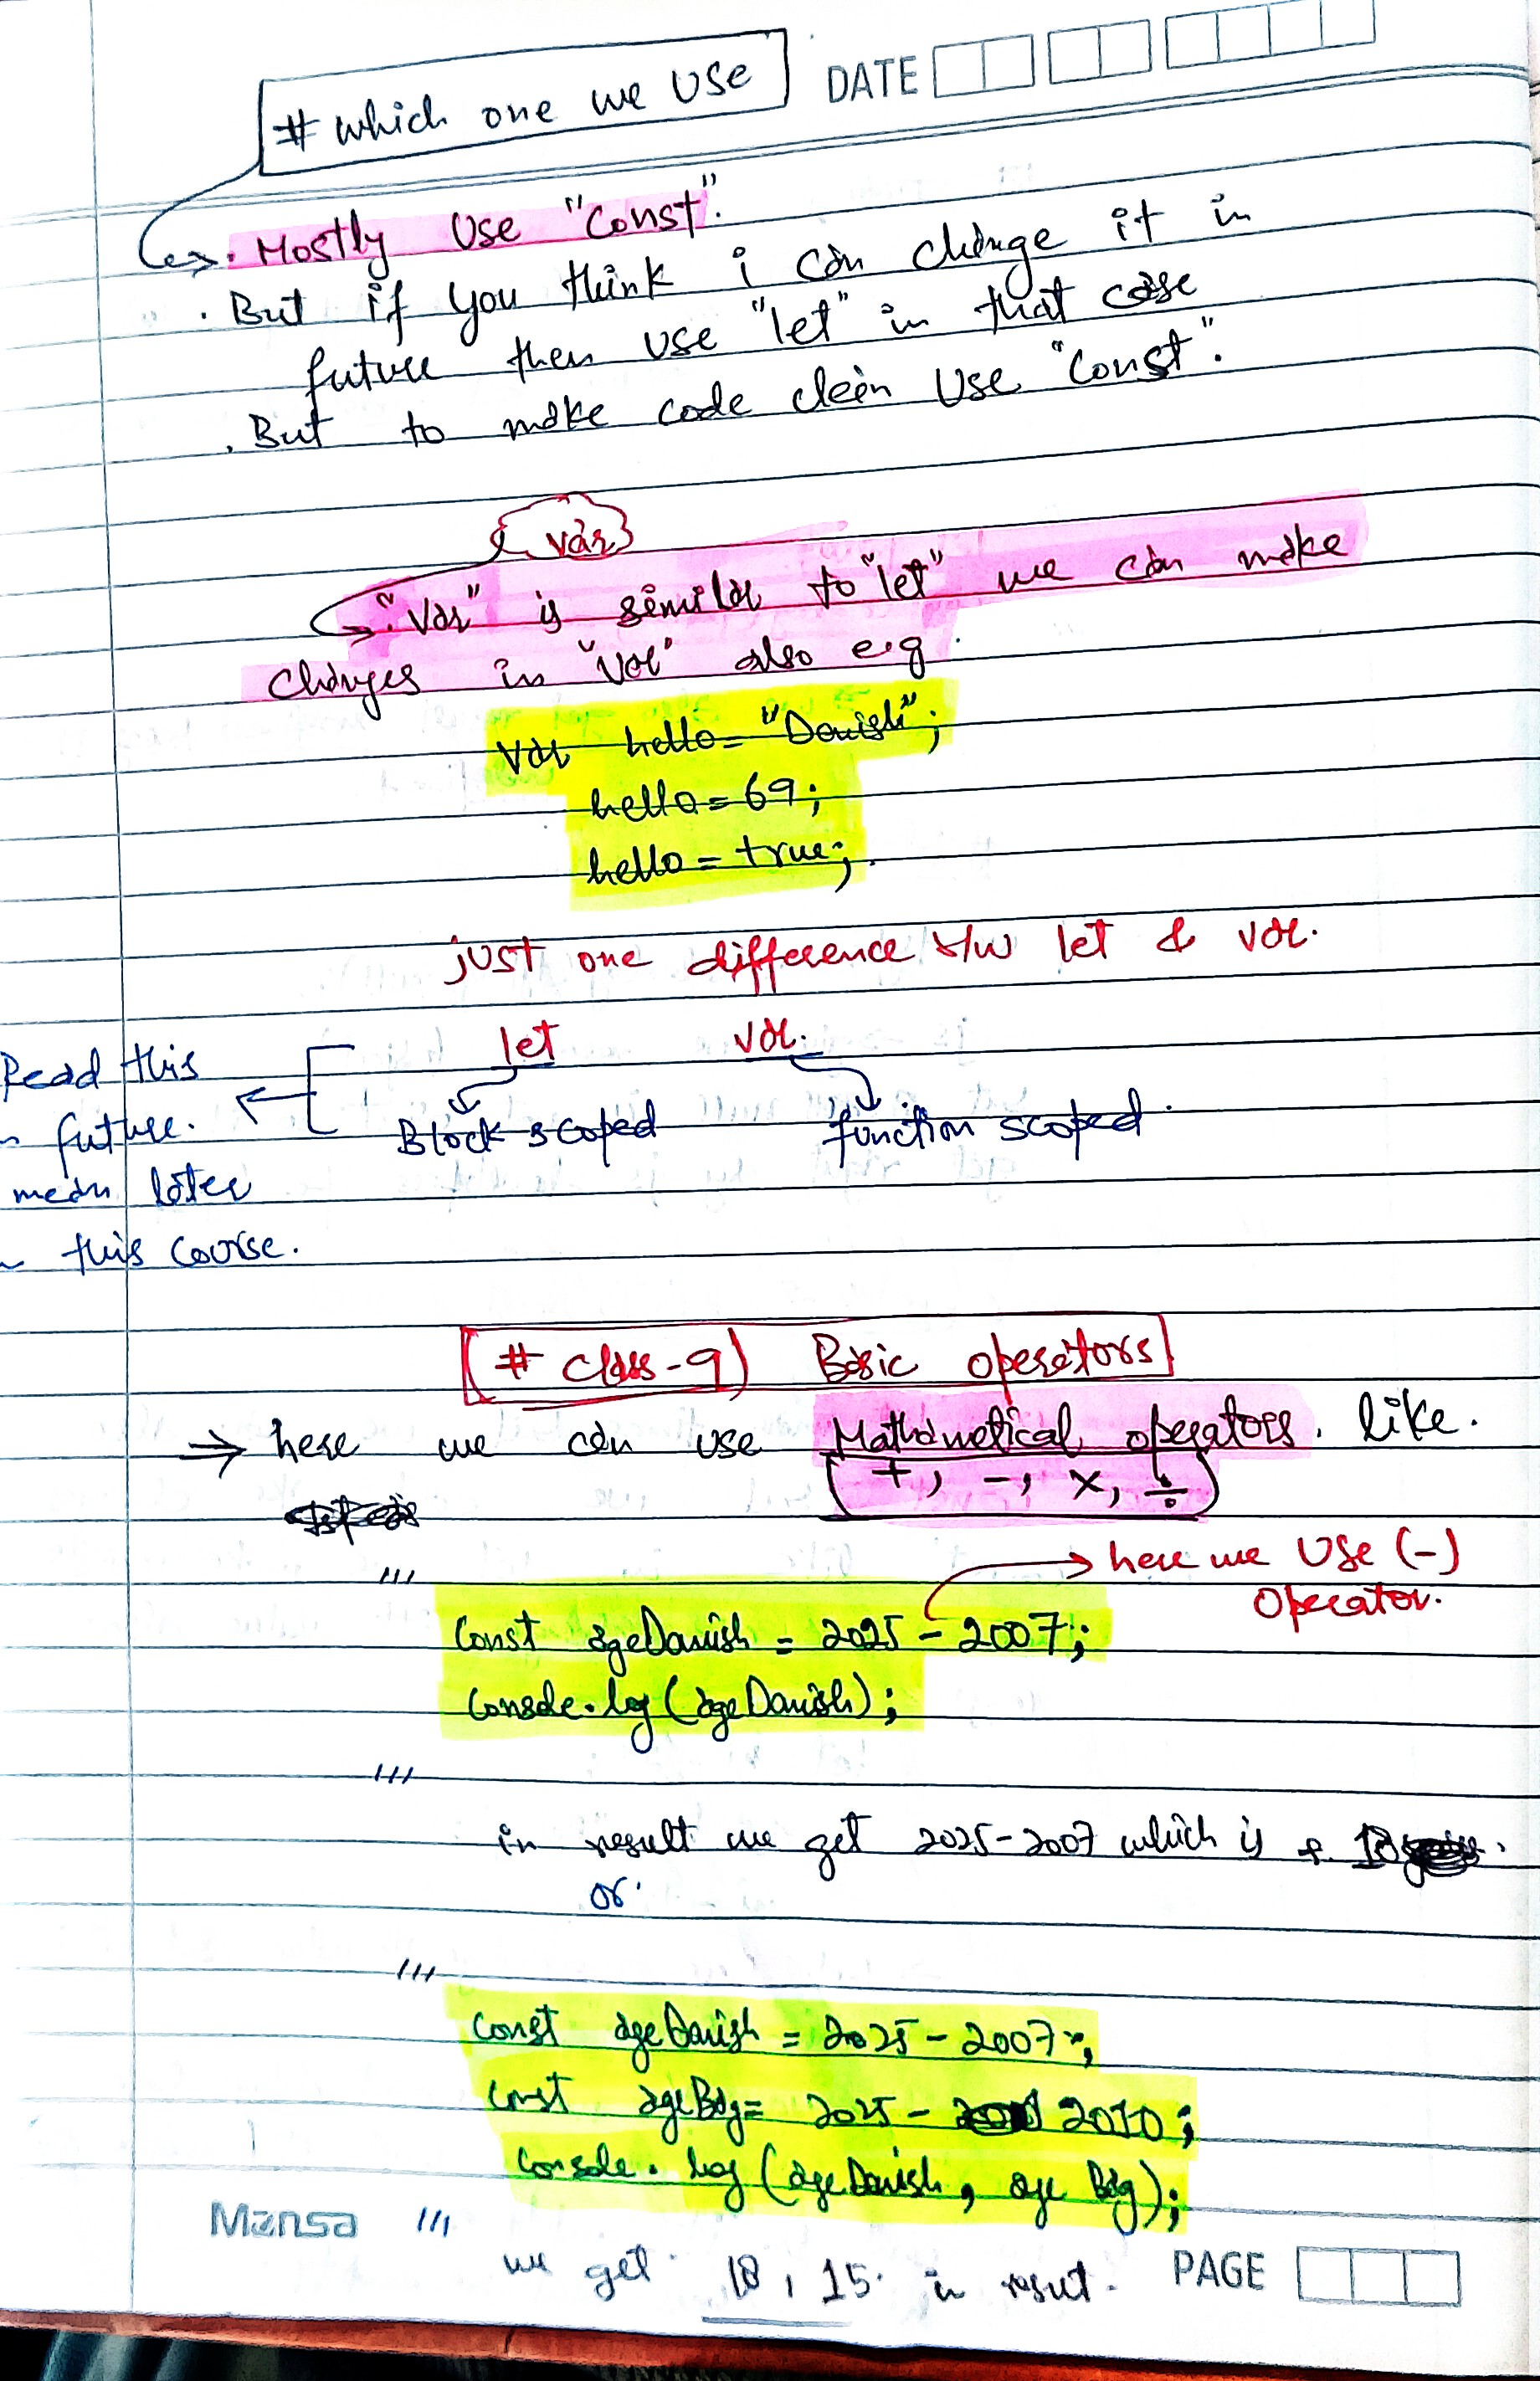 # which one we use
DATE
. Mostly Use "Const".
. But if you think i can change it in
future then use "let" in that case
. But to make code clean Use "Const".
var
. "Var" is similar to "let" we can make
changes in "var" also e.g
var hello = "Danish";
hello = 69;
hello = true;
just one difference b/w let & var.
let var.
Block scoped function scoped.
Read this
future.
mean later
this course.
# Class-9) Basic operators
→ here we can use Mathametical operators. like.
(+, -, ×, ÷)
→ here we Use (-)
Operator.
'''
Const ageDanish = 2025 - 2007;
Console.log(ageDanish);
'''
in result we get 2025-2007 which is 18
or.
'''
const ageDanish = 2025 - 2007;
const ageBdg = 2025 - 2010;
Console.log(ageDanish, age Bdg);
'''
we get 18, 15. in result.
Mansa
PAGE